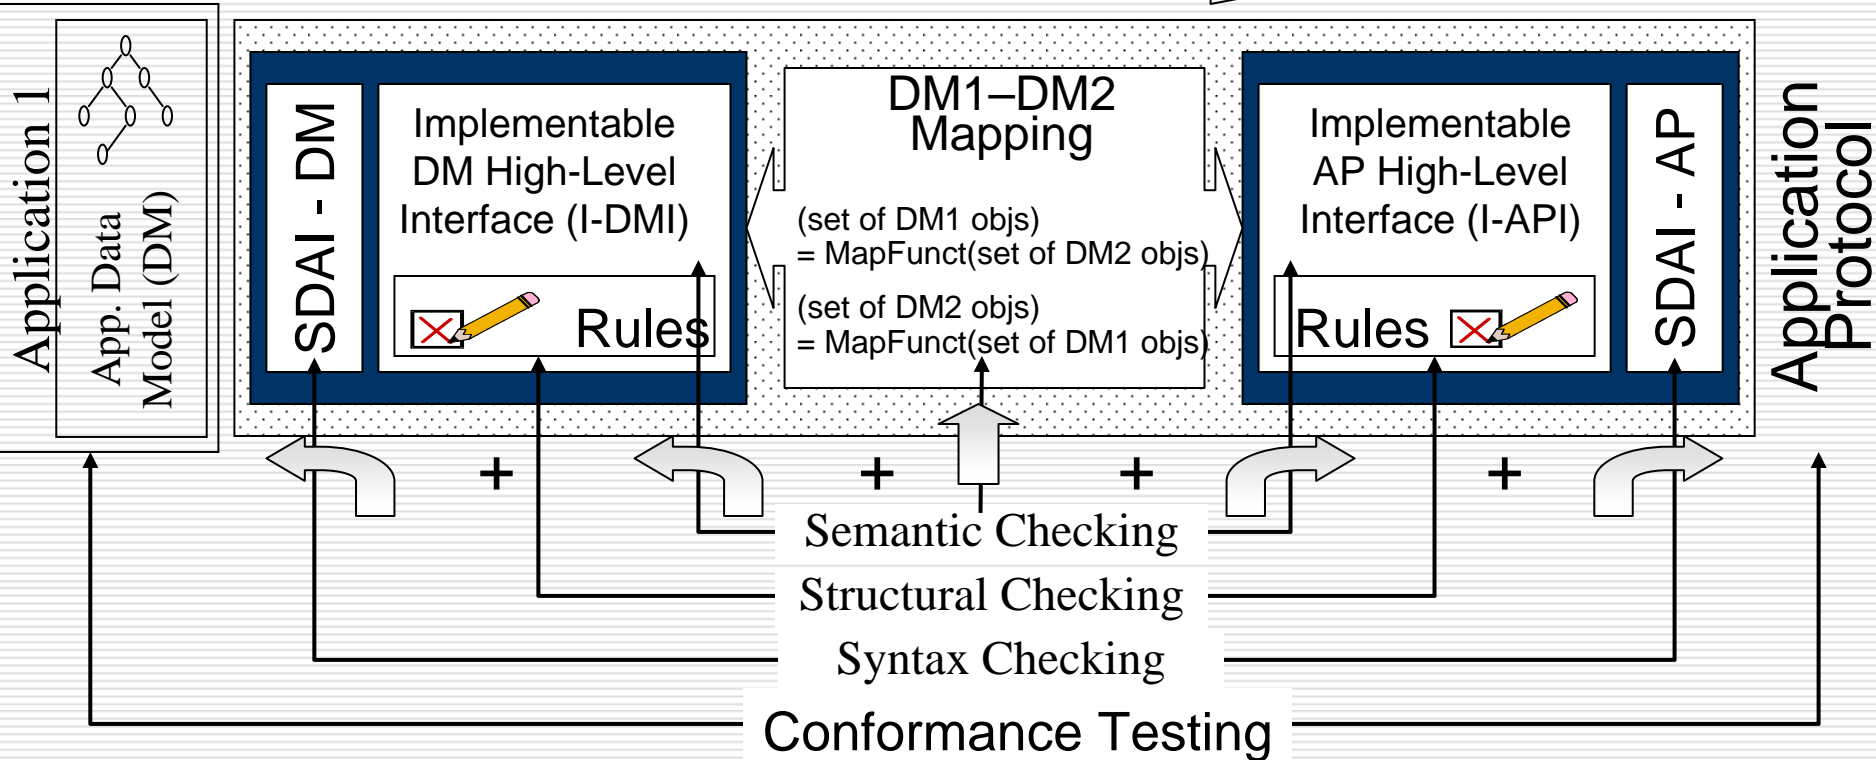 Application 1
App. Data
Model (DM)
SDAI - DM
Implementable
DM High-Level
Interface (I-DMI)
Rules
DM1–DM2
Mapping
(set of DM1 objs)
= MapFunct(set of DM2 objs)
(set of DM2 objs)
= MapFunct(set of DM1 objs)
Implementable
AP High-Level
Interface (I-API)
Rules
SDAI - AP
Application
Protocol
+ + + +
Semantic Checking
Structural Checking
Syntax Checking
Conformance Testing